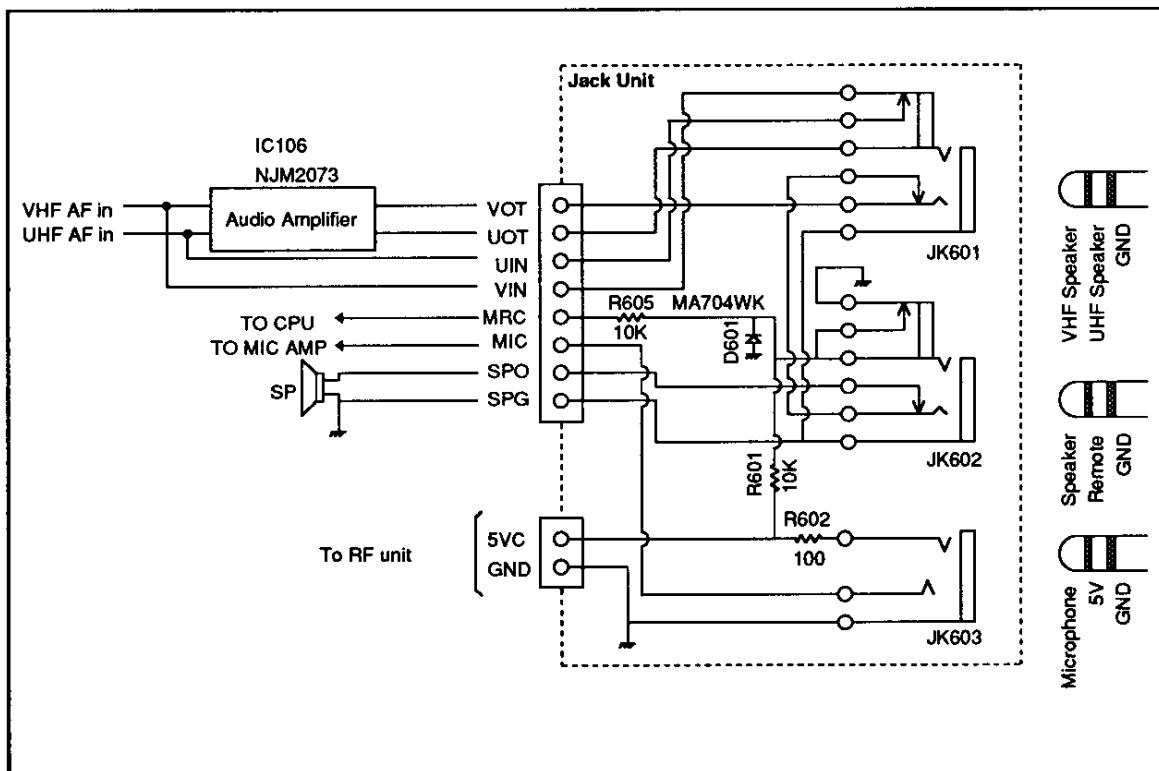 Jack Unit
IC106
NJM2073
Audio Amplifier
VHF AF in
UHF AF in
VOT
UOT
UIN
VIN
MRC
MIC
SPO
SPG
TO CPU
TO MIC AMP
SP
R605
10K
MA704WK
D601
R601
10K
R602
100
JK601
JK602
JK603
To RF unit
5VC
GND
VHF Speaker
UHF Speaker
GND
Speaker
Remote
GND
Microphone
5V
GND